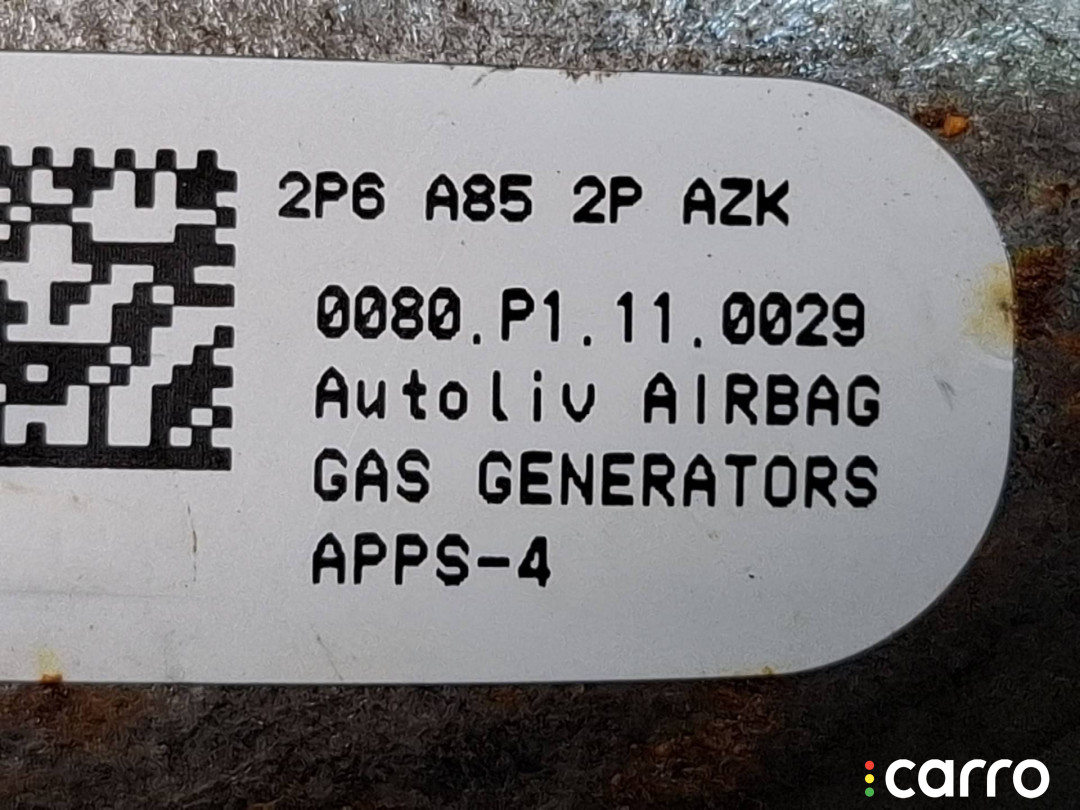 2P6 A85 2P AZK
0080.P1.11.0029
Autoliv AIRBAG
GAS GENERATORS
APPS-4
carro